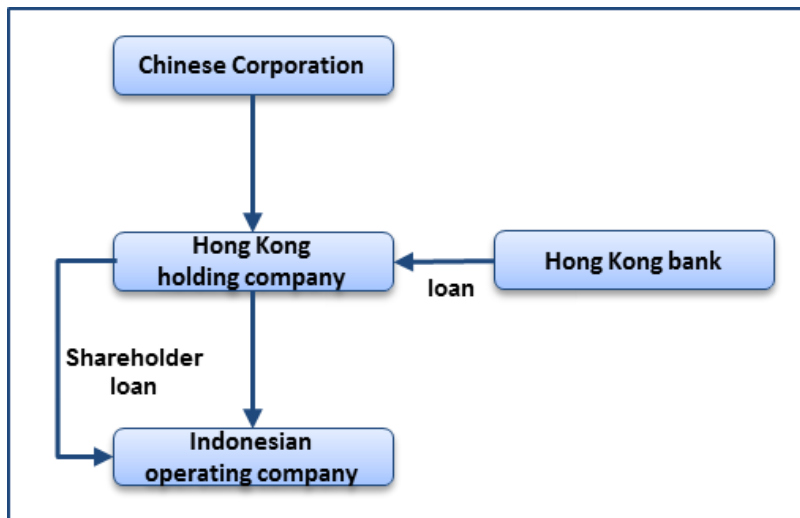 Chinese Corporation
Hong Kong
holding company
Hong Kong bank
loan
Shareholder
loan
Indonesian
operating company